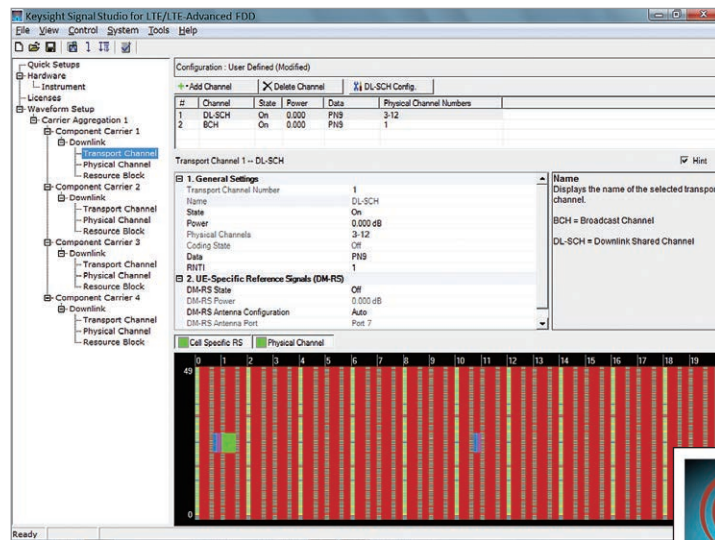 Keysight Signal Studio for LTE/LTE-Advanced FDD
File View Control System Tools Help
Quick Setups
Hardware
Instrument
Licenses
Waveform Setup
Carrier Aggregation 1
Component Carrier 1
Downlink
Transport Channel
Physical Channel
Resource Block
Component Carrier 2
Downlink
Transport Channel
Physical Channel
Resource Block
Component Carrier 3
Downlink
Transport Channel
Physical Channel
Resource Block
Component Carrier 4
Downlink
Transport Channel
Physical Channel
Resource Block
Configuration : User Defined (Modified)
Add Channel Delete Channel DL-SCH Config.
# Channel State Power Data Physical Channel Numbers
1 DL-SCH On 0.000 PN9 3-12
2 BCH On 0.000 PN9 1
Transport Channel 1 -- DL-SCH Hint
1. General Settings
Transport Channel Number 1
Name DL-SCH
State On
Power 0.000 dB
Physical Channels 3-12
Coding State Off
Data PN9
RNTI 1
2. UE-Specific Reference Signals (DM-RS)
DM-RS State Off
DM-RS Power 0.000 dB
DM-RS Antenna Configuration Auto
DM-RS Antenna Port Port 7
Name
Displays the name of the selected transpor
channel.
BCH = Broadcast Channel
DL-SCH = Downlink Shared Channel
Cell Specific RS Physical Channel
0 1 2 3 4 5 6 7 8 9 10 11 12 13 14 15 16 17 18 19
49
0
Ready